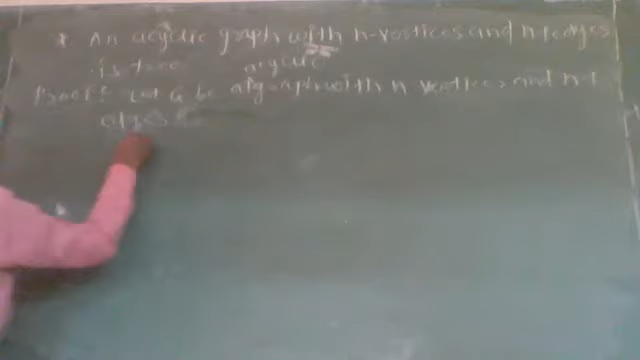 * An acyclic graph with n-vertices and n-1 edges
is tree
acyclic
Proof: Let G be a graph with n vertices and n-1
edges